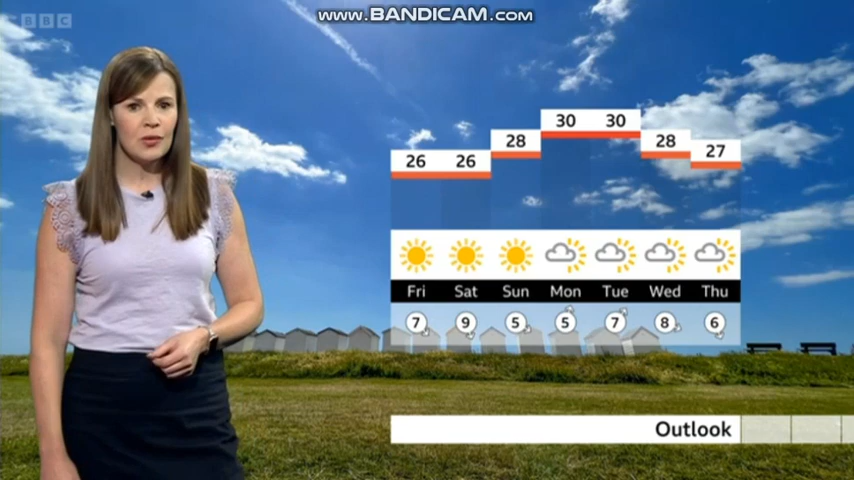 BBC
www.BANDICAM.com
26 26 28 30 30 28 27
Fri Sat Sun Mon Tue Wed Thu
7 9 5 5 7 8 6
Outlook